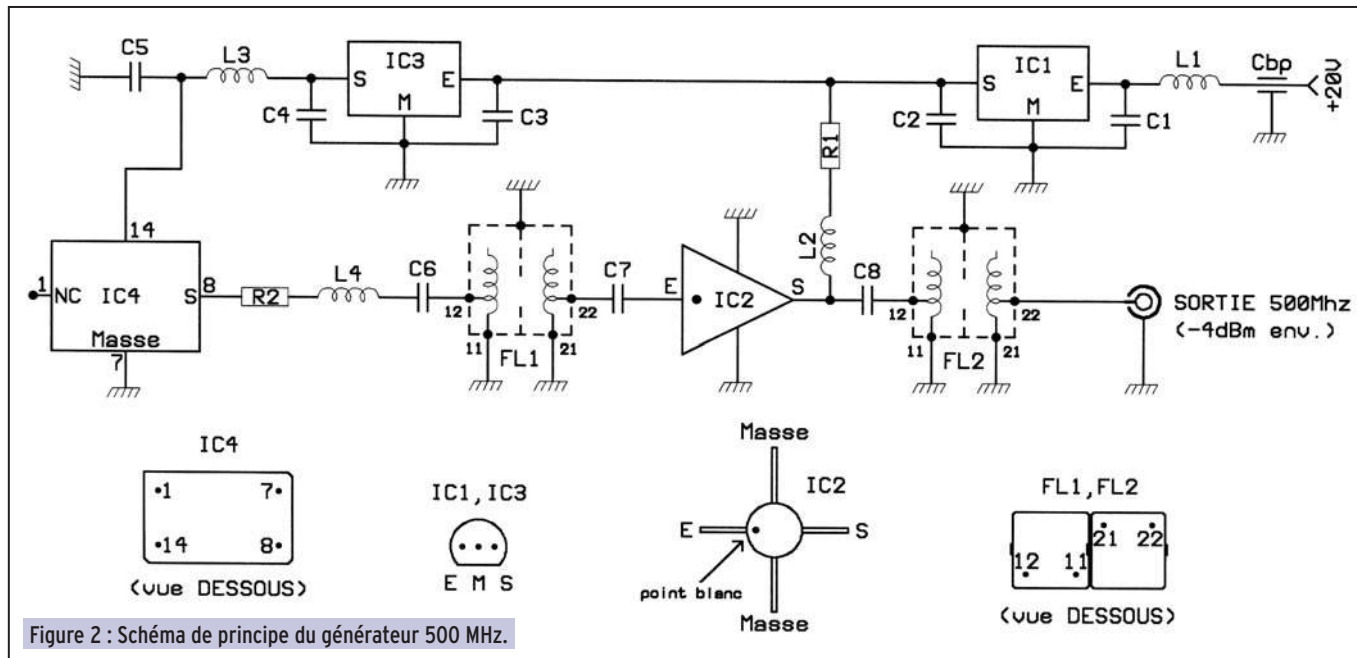 C5
L3
S
IC3
E
M
C4
C3
S
IC1
E
M
C2
C1
L1
Cbp
+20V
R1
L2
14
1
NC
IC4
S
8
Masse
7
R2
L4
C6
12
11
FL1
22
21
C7
E
IC2
S
C8
12
11
FL2
22
21
SORTIE 500Mhz
(-4dBm env.)
IC4
1
7
14
8
(vue DESSOUS)
IC1,IC3
E M S
Masse
IC2
E
S
point blanc
Masse
FL1,FL2
12
11
21
22
(vue DESSOUS)
Figure 2 : Schéma de principe du générateur 500 MHz.